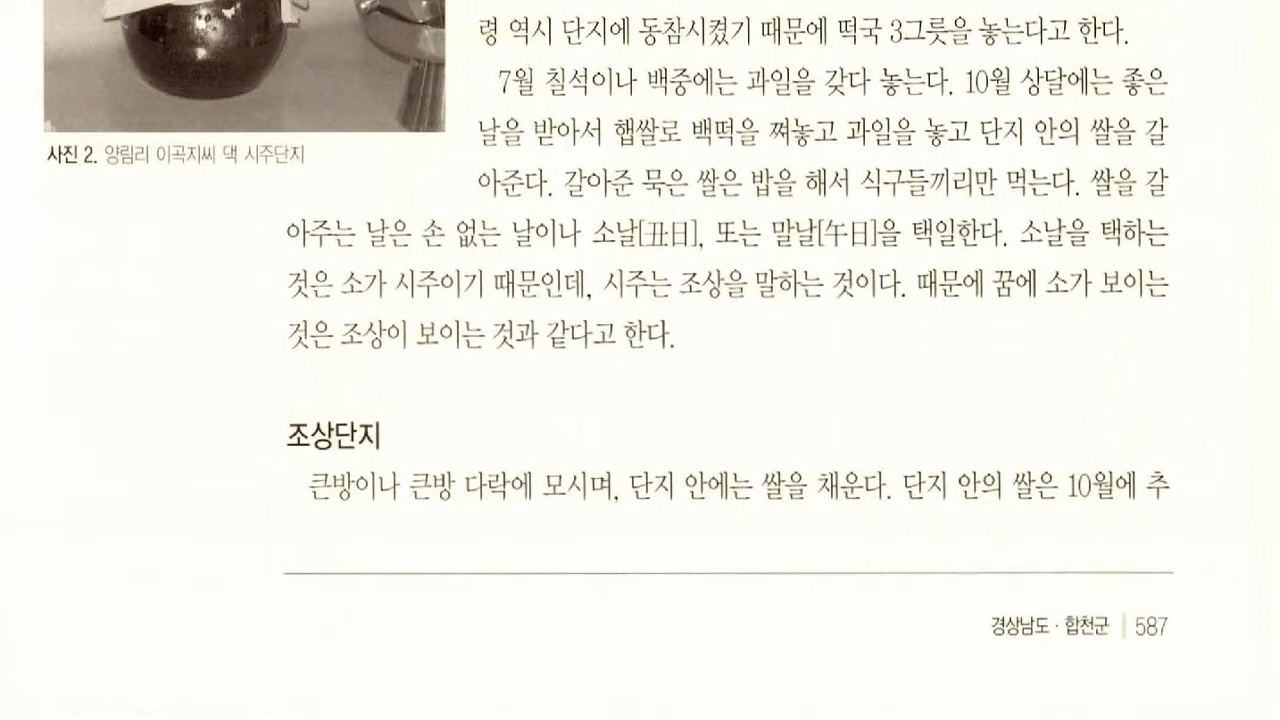 령 역시 단지에 동참시켰기 때문에 떡국 3그릇을 놓는다고 한다.
7월 칠석이나 백중에는 과일을 갖다 놓는다. 10월 상달에는 좋은
날을 받아서 햅쌀로 백떡을 쪄놓고 과일을 놓고 단지 안의 쌀을 갈
아준다. 갈아준 묵은 쌀은 밥을 해서 식구들끼리만 먹는다. 쌀을 갈
아주는 날은 손 없는 날이나 소날[丑日], 또는 말날[午日]을 택일한다. 소날을 택하는
것은 소가 시주이기 때문인데, 시주는 조상을 말하는 것이다. 때문에 꿈에 소가 보이는
것은 조상이 보이는 것과 같다고 한다.
사진 2. 양림리 이곡지씨 댁 시주단지
조상단지
큰방이나 큰방 다락에 모시며, 단지 안에는 쌀을 채운다. 단지 안의 쌀은 10월에 추
경상남도 · 합천군 | 587